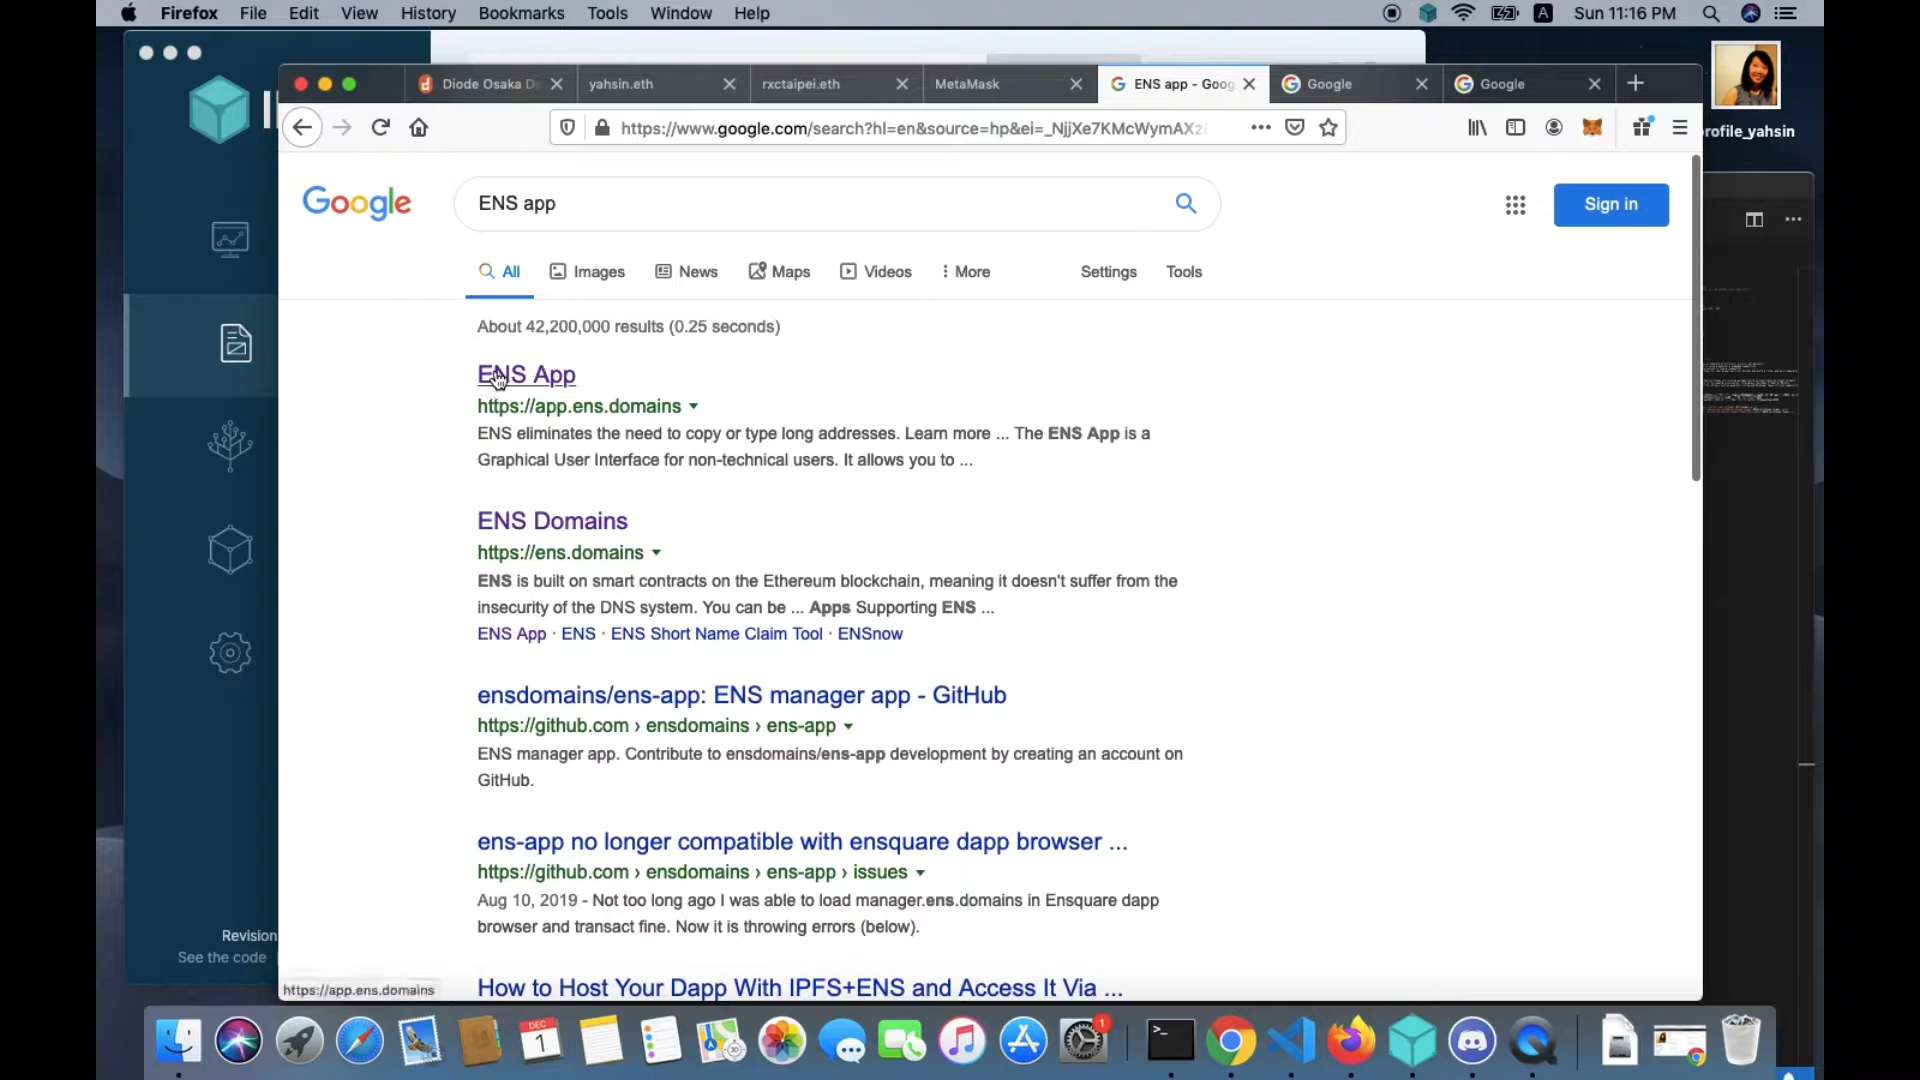 Firefox File Edit View History Bookmarks Tools Window Help
A Sun 11:16 PM
Diode Osaka
yahsin.eth
rxctaipei.eth
MetaMask
ENS app - Goog
Google
Google
https://www.google.com/search?hl=en&source=hp&ei=_NjjXe7KMcWymAXz
rofile_yahsin
Google
ENS app
Sign in
All Images News Maps Videos More Settings Tools
About 42,200,000 results (0.25 seconds)
ENS App
https://app.ens.domains
ENS eliminates the need to copy or type long addresses. Learn more ... The ENS App is a
Graphical User Interface for non-technical users. It allows you to ...
ENS Domains
https://ens.domains
ENS is built on smart contracts on the Ethereum blockchain, meaning it doesn't suffer from the
insecurity of the DNS system. You can be ... Apps Supporting ENS ...
ENS App · ENS · ENS Short Name Claim Tool · ENSnow
ensdomains/ens-app: ENS manager app - GitHub
https://github.com › ensdomains › ens-app
ENS manager app. Contribute to ensdomains/ens-app development by creating an account on
GitHub.
ens-app no longer compatible with ensquare dapp browser ...
https://github.com › ensdomains › ens-app › issues
Aug 10, 2019 - Not too long ago I was able to load manager.ens.domains in Ensquare dapp
browser and transact fine. Now it is throwing errors (below).
How to Host Your Dapp With IPFS+ENS and Access It Via ...
Revision
See the code
https://app.ens.domains
DEC
1
1